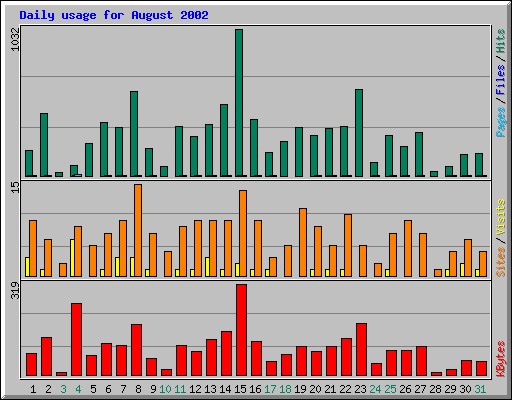 Daily usage for August 2002
1032
Pages / Files / Hits
15
Sites / Visits
319
KBytes
1 2 3 4 5 6 7 8 9 10 11 12 13 14 15 16 17 18 19 20 21 22 23 24 25 26 27 28 29 30 31